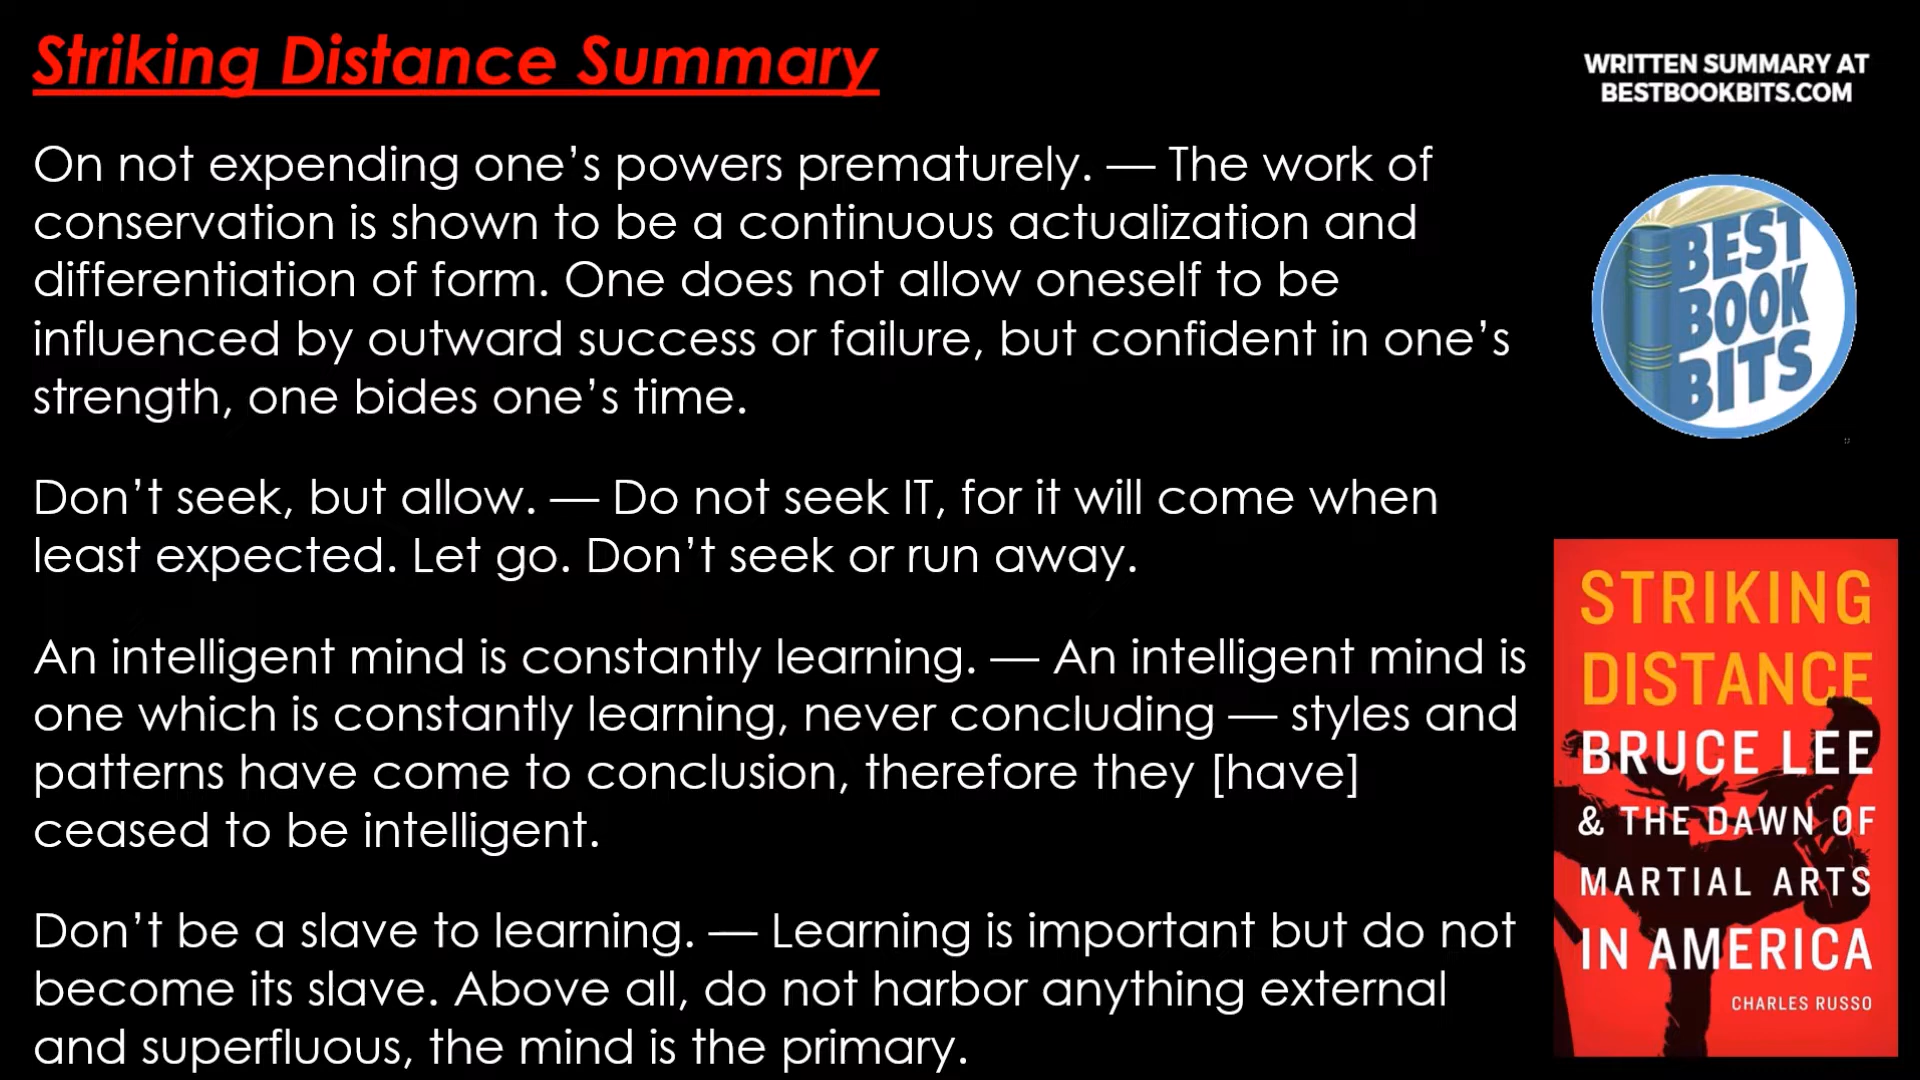 Striking Distance Summary
WRITTEN SUMMARY AT
BESTBOOKBITS.COM
On not expending one’s powers prematurely. — The work of
conservation is shown to be a continuous actualization and
differentiation of form. One does not allow oneself to be
influenced by outward success or failure, but confident in one’s
strength, one bides one’s time.
Don’t seek, but allow. — Do not seek IT, for it will come when
least expected. Let go. Don’t seek or run away.
An intelligent mind is constantly learning. — An intelligent mind is
one which is constantly learning, never concluding — styles and
patterns have come to conclusion, therefore they [have]
ceased to be intelligent.
Don’t be a slave to learning. — Learning is important but do not
become its slave. Above all, do not harbor anything external
and superfluous, the mind is the primary.
BEST
BOOK
BITS
STRIKING
DISTANCE
BRUCE LEE
& THE DAWN OF
MARTIAL ARTS
IN AMERICA
CHARLES RUSSO